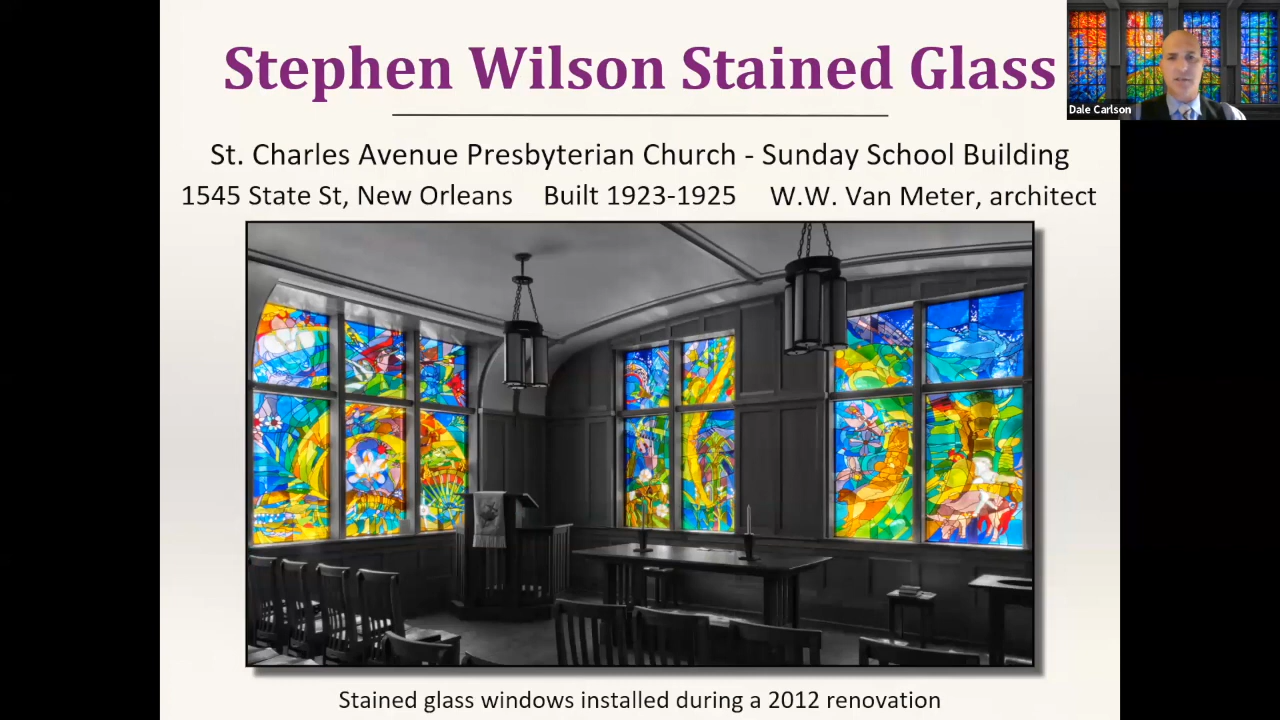 Stephen Wilson Stained Glass
Dale Carlson
St. Charles Avenue Presbyterian Church - Sunday School Building
1545 State St, New Orleans Built 1923-1925 W.W. Van Meter, architect
Stained glass windows installed during a 2012 renovation